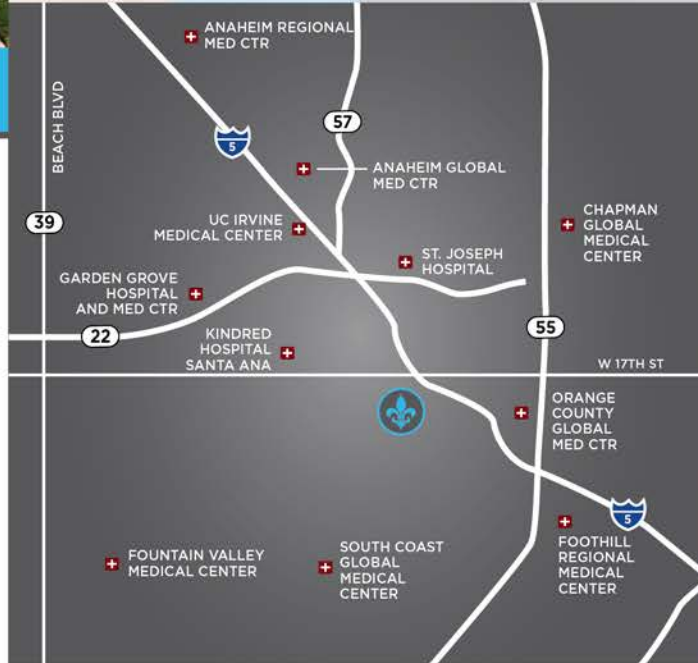 ANAHEIM REGIONAL
MED CTR
BEACH BLVD
57
5
ANAHEIM GLOBAL
MED CTR
39
UC IRVINE
MEDICAL CENTER
CHAPMAN
GLOBAL
MEDICAL
CENTER
ST. JOSEPH
HOSPITAL
GARDEN GROVE
HOSPITAL
AND MED CTR
22
55
KINDRED
HOSPITAL
SANTA ANA
W 17TH ST
ORANGE
COUNTY
GLOBAL
MED CTR
5
FOUNTAIN VALLEY
MEDICAL CENTER
SOUTH COAST
GLOBAL
MEDICAL
CENTER
FOOTHILL
REGIONAL
MEDICAL
CENTER